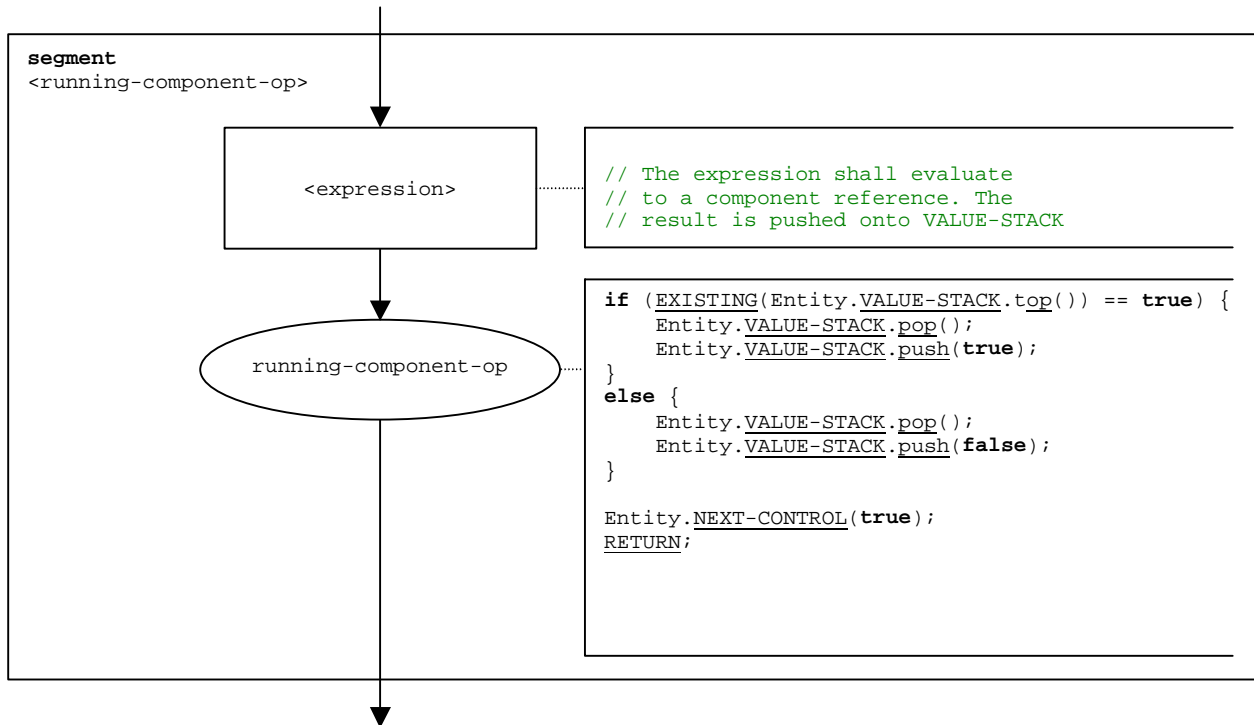 segment
<running-component-op>
<expression>
// The expression shall evaluate
// to a component reference. The
// result is pushed onto VALUE-STACK
running-component-op
if (EXISTING(Entity.VALUE-STACK.top()) == true) {
    Entity.VALUE-STACK.pop();
    Entity.VALUE-STACK.push(true);
}
else {
    Entity.VALUE-STACK.pop();
    Entity.VALUE-STACK.push(false);
}
Entity.NEXT-CONTROL(true);
RETURN;